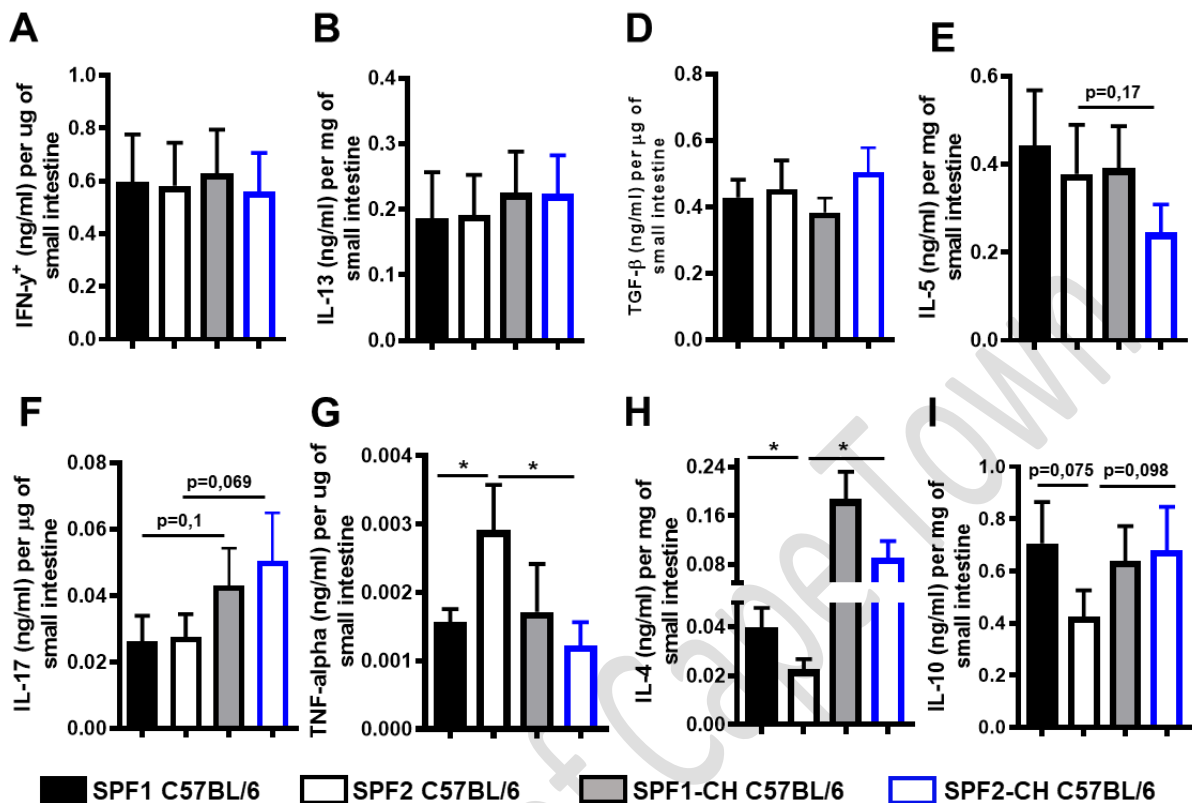 A
IFN-y+ (ng/ml) per ug of
small intestine
1.0
0.8
0.6
0.4
0.2
0.0
B
IL-13 (ng/ml) per mg of
small intestine
0.4
0.3
0.2
0.1
0.0
D
TGF-β (ng/ml) per μg of
small intestine
0.8
0.6
0.4
0.2
0.0
E
IL-5 (ng/ml) per mg of
small intestine
0.6
0.4
0.2
0.0
p=0,17
F
IL-17 (ng/ml) per μg of
small intestine
0.08
0.06
0.04
0.02
0.00
p=0,069
p=0,1
G
TNF-alpha (ng/ml) per ug of
small intestine
0.004
0.003
0.002
0.001
0.000
*
*
H
IL-4 (ng/ml) per mg of
small intestine
0.24
0.16
0.08
0.04
0.02
0.00
*
*
I
IL-10 (ng/ml) per mg of
small intestine
1.0
0.8
0.6
0.4
0.2
0.0
p=0,075
p=0,098
SPF1 C57BL/6
SPF2 C57BL/6
SPF1-CH C57BL/6
SPF2-CH C57BL/6
of Cape Town